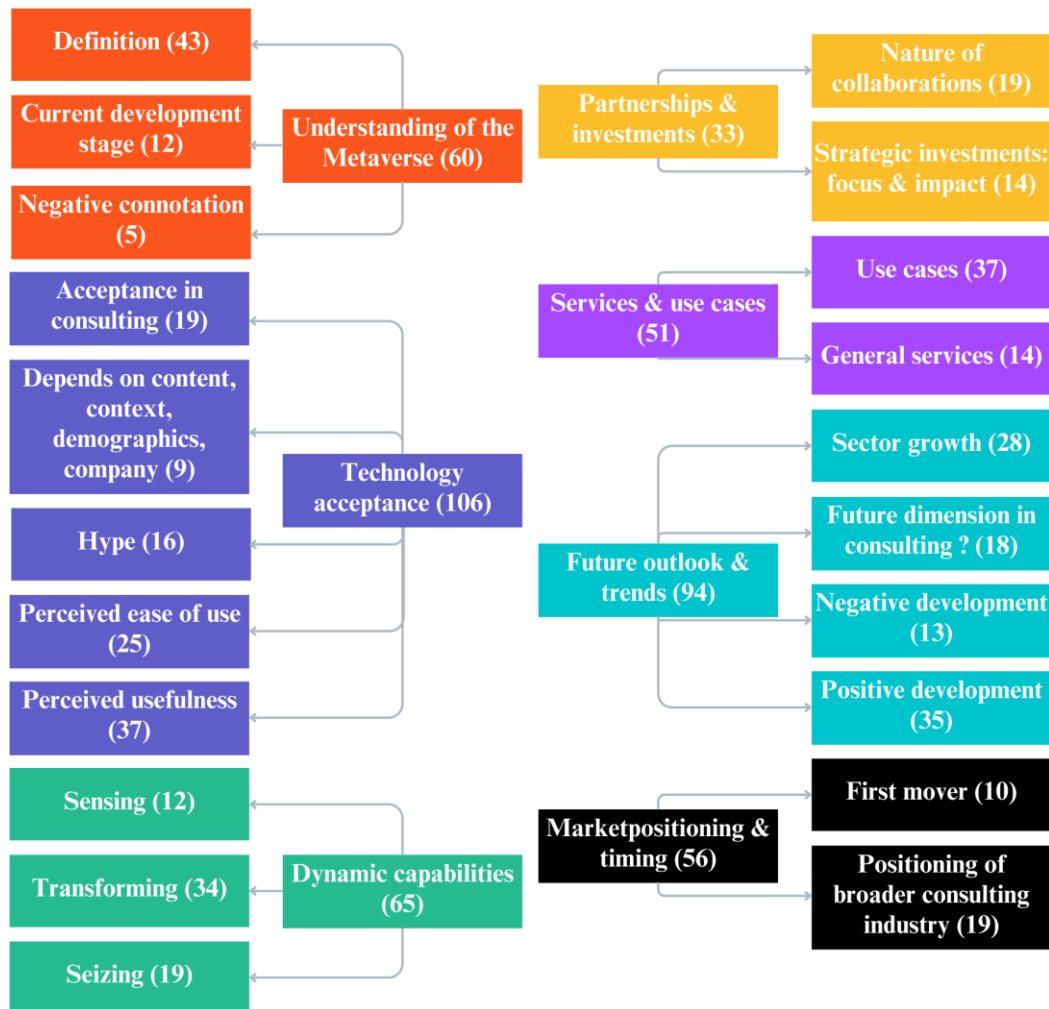 Definition (43)
Current development
stage (12)
Understanding of the
Metaverse (60)
Negative connotation
(5)
Acceptance in
consulting (19)
Depends on content,
context,
demographics,
company (9)
Technology
acceptance (106)
Hype (16)
Perceived ease of use
(25)
Perceived usefulness
(37)
Sensing (12)
Transforming (34)
Dynamic capabilities
(65)
Seizing (19)
Nature of
collaborations (19)
Partnerships &
investments (33)
Strategic investments:
focus & impact (14)
Use cases (37)
Services & use cases
(51)
General services (14)
Sector growth (28)
Future dimension in
consulting ? (18)
Future outlook &
trends (94)
Negative development
(13)
Positive development
(35)
First mover (10)
Marketpositioning &
timing (56)
Positioning of
broader consulting
industry (19)